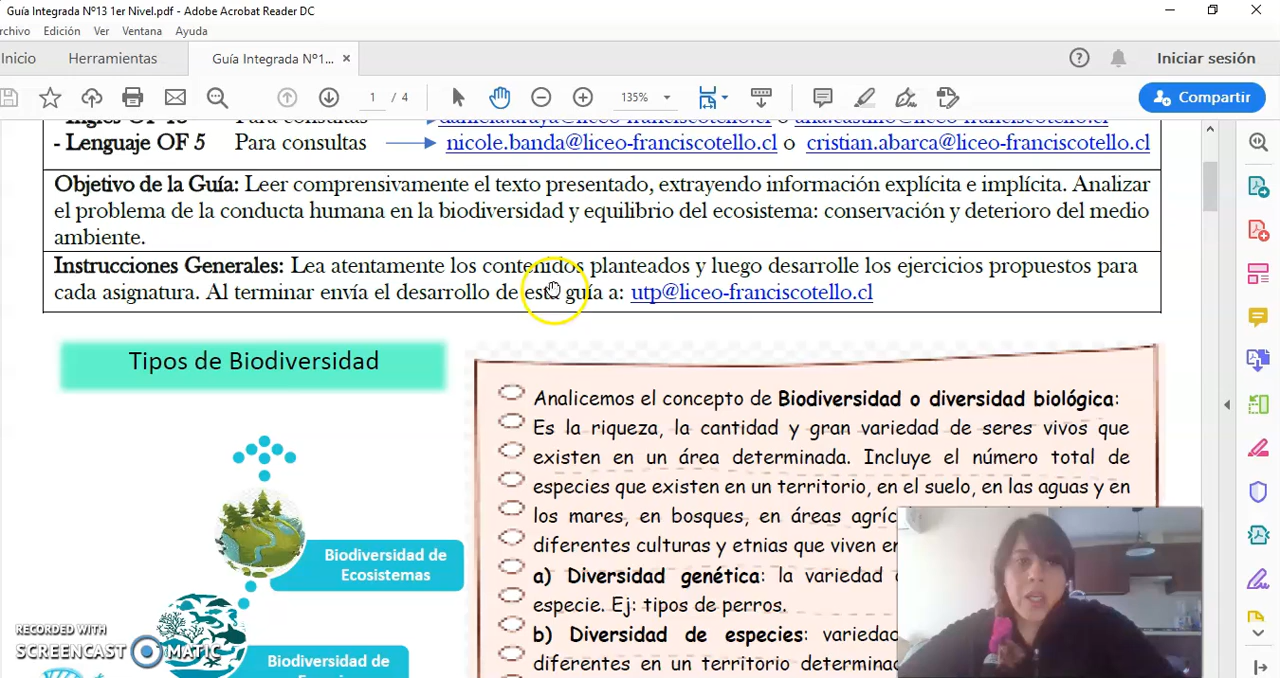 Guía Integrada Nº13 1er Nivel.pdf - Adobe Acrobat Reader DC
rchivo Edición Ver Ventana Ayuda
Inicio Herramientas Guía Integrada Nº1... × Iniciar sesión
1 / 4 135% Compartir
- Lenguaje OF 5 Para consultas nicole.banda@liceo-franciscotello.cl o cristian.abarca@liceo-franciscotello.cl
Objetivo de la Guía: Leer comprensivamente el texto presentado, extrayendo información explícita e implícita. Analizar
el problema de la conducta humana en la biodiversidad y equilibrio del ecosistema: conservación y deterioro del medio
ambiente.
Instrucciones Generales: Lea atentamente los contenidos planteados y luego desarrolle los ejercicios propuestos para
cada asignatura. Al terminar envía el desarrollo de esta guía a: utp@liceo-franciscotello.cl
Tipos de Biodiversidad
Biodiversidad de
Ecosistemas
Biodiversidad de
Analicemos el concepto de Biodiversidad o diversidad biológica:
Es la riqueza, la cantidad y gran variedad de seres vivos que
existen en un área determinada. Incluye el número total de
especies que existen en un territorio, en el suelo, en las aguas y en
los mares, en bosques, en áreas agríc
diferentes culturas y etnias que viven en
a) Diversidad genética: la variedad
especie. Ej: tipos de perros.
b) Diversidad de especies: variedad
diferentes en un territorio determina
RECORDED WITH
SCREENCAST MATIC